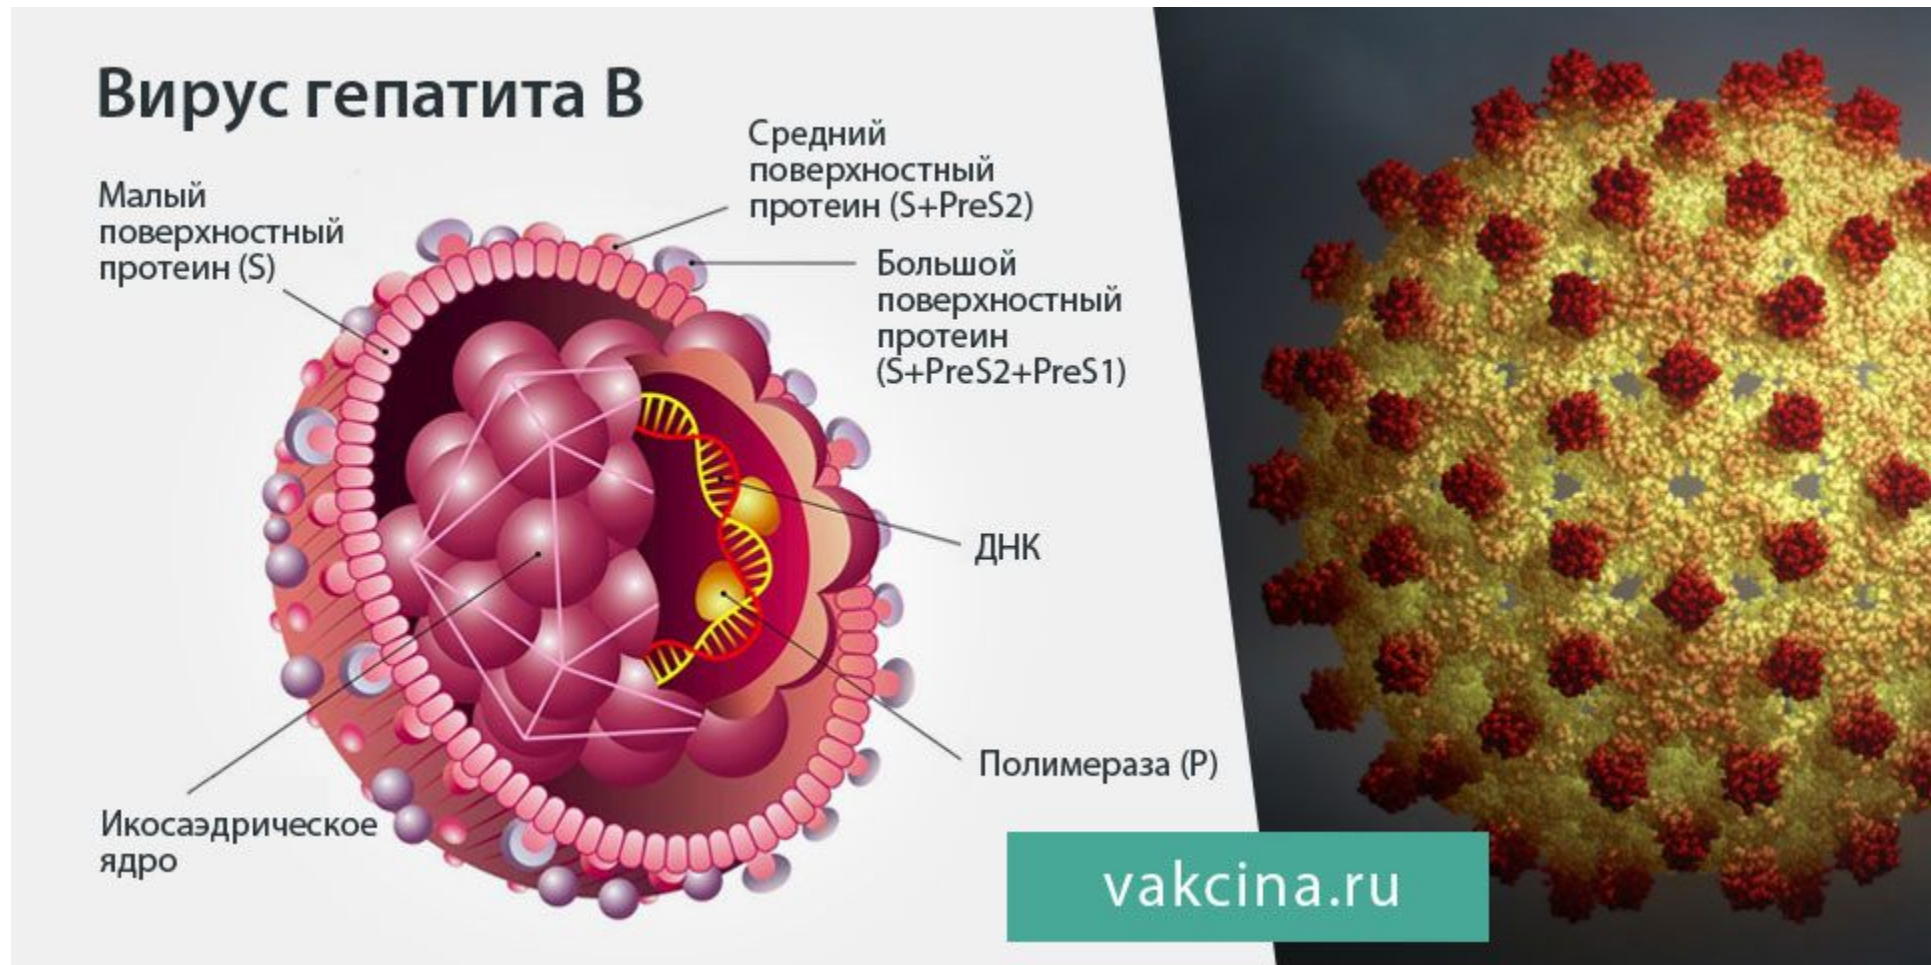 Вирус гепатита В
Малый
поверхностный
протеин (S)
Средний
поверхностный
протеин (S+PreS2)
Большой
поверхностный
протеин
(S+PreS2+PreS1)
ДНК
Полимераза (P)
Икосаэдрическое
ядро
vakcina.ru